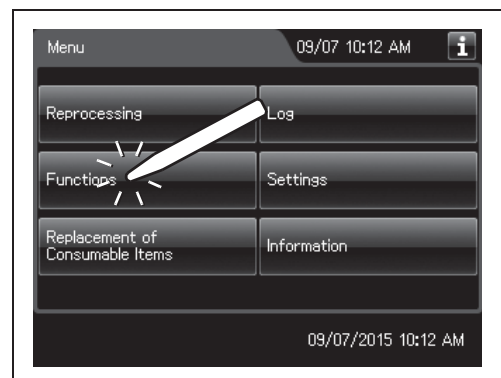 Menu
09/07 10:12 AM
i
Reprocessing
Log
Functions
Settings
Replacement of
Consumable Items
Information
09/07/2015 10:12 AM